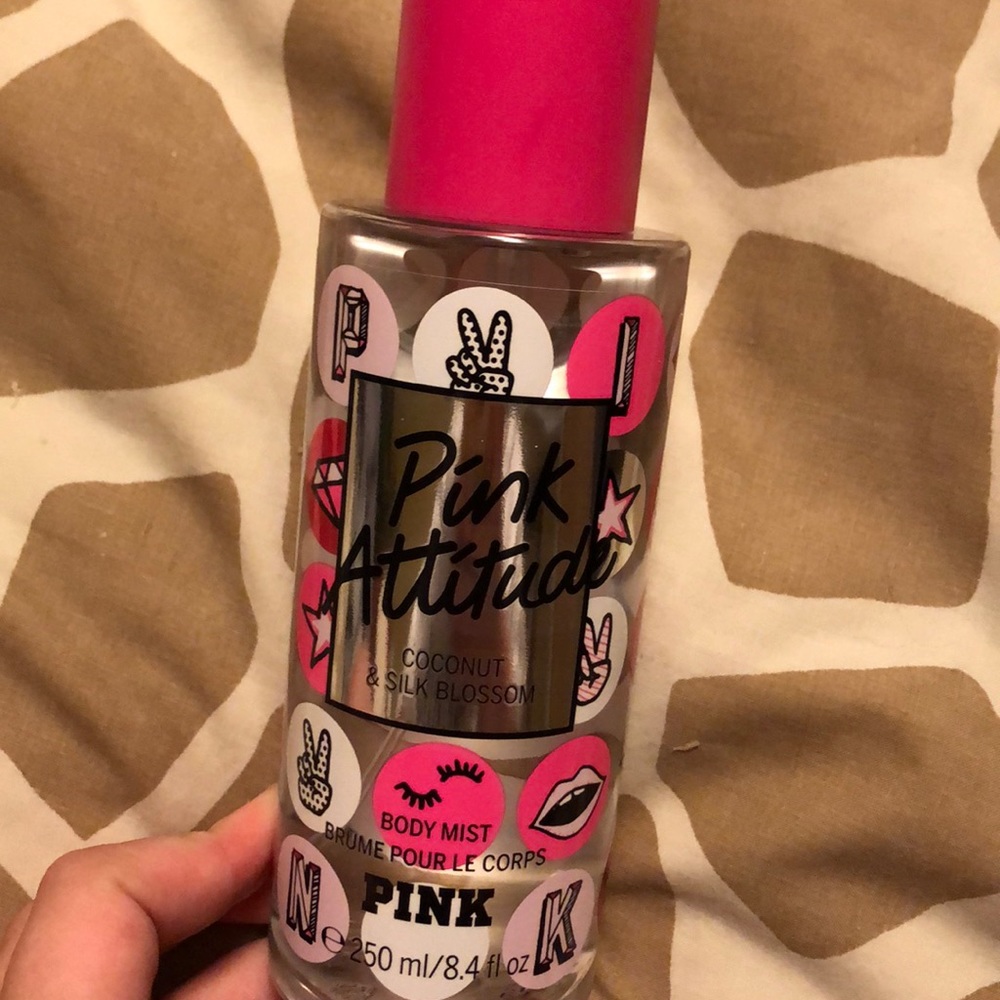 P I
Pink
Attitude
COCONUT
& SILK BLOSSOM
BODY MIST
BRUME POUR LE CORPS
N PINK K
e 250 ml/8.4 fl oz